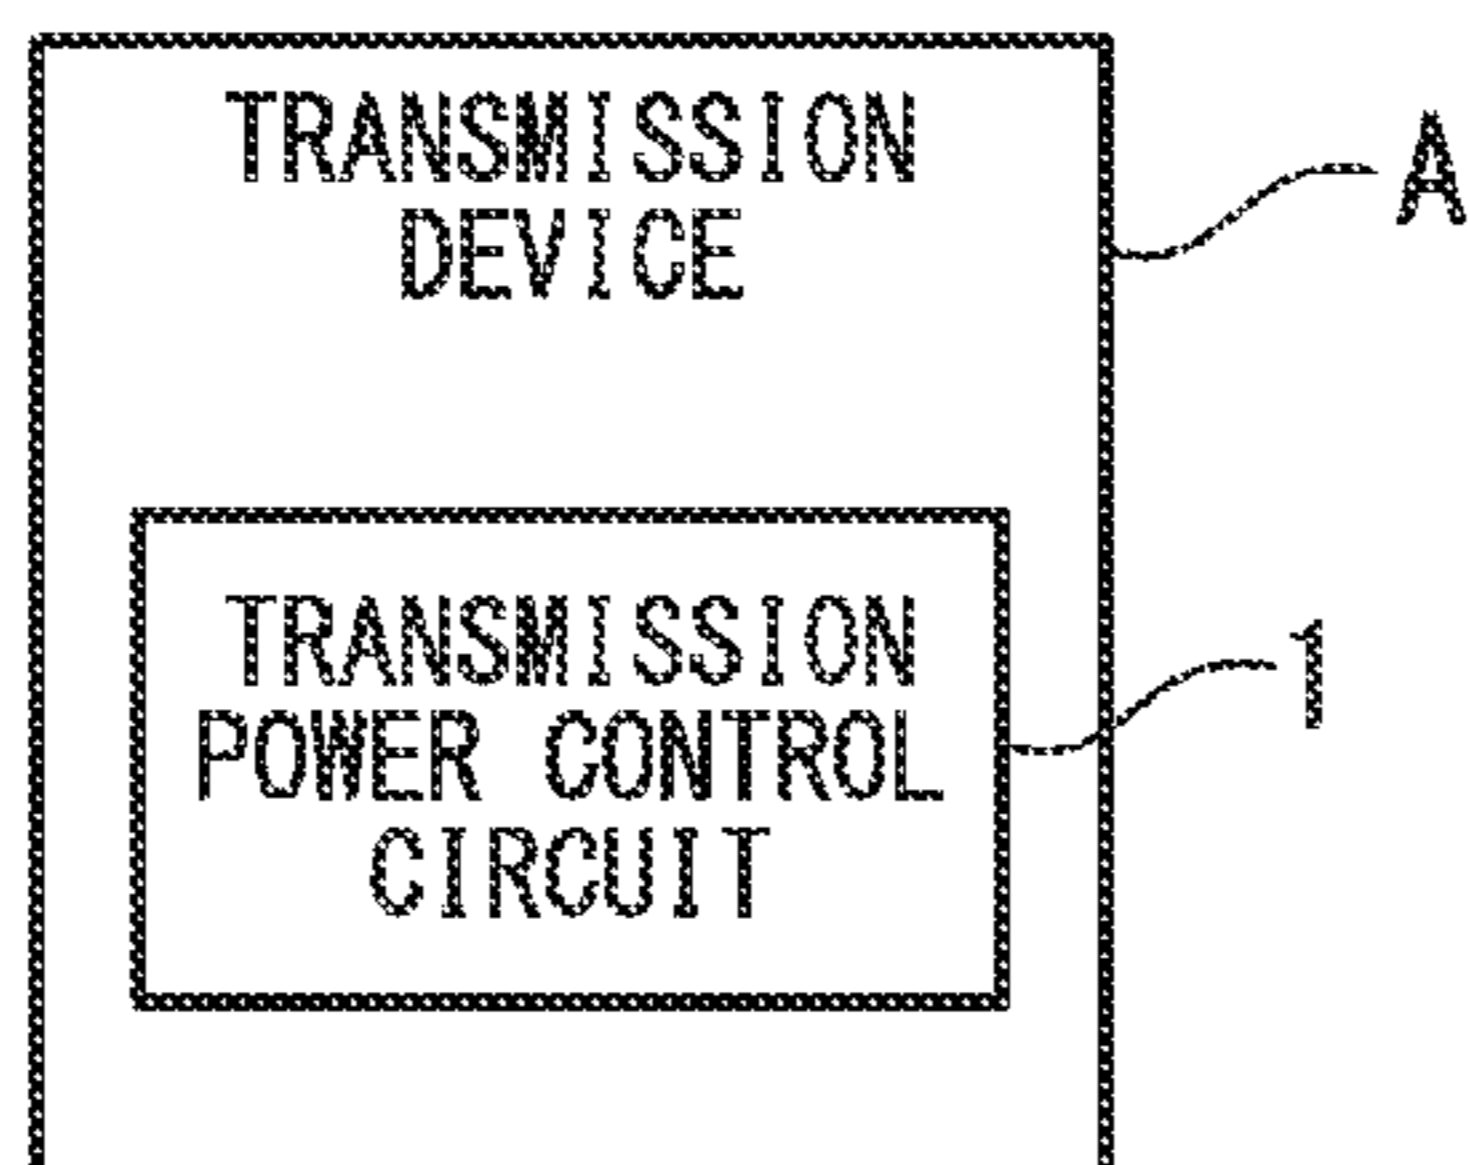 TRANSMISSION
DEVICE
A
TRANSMISSION
POWER CONTROL
CIRCUIT
1